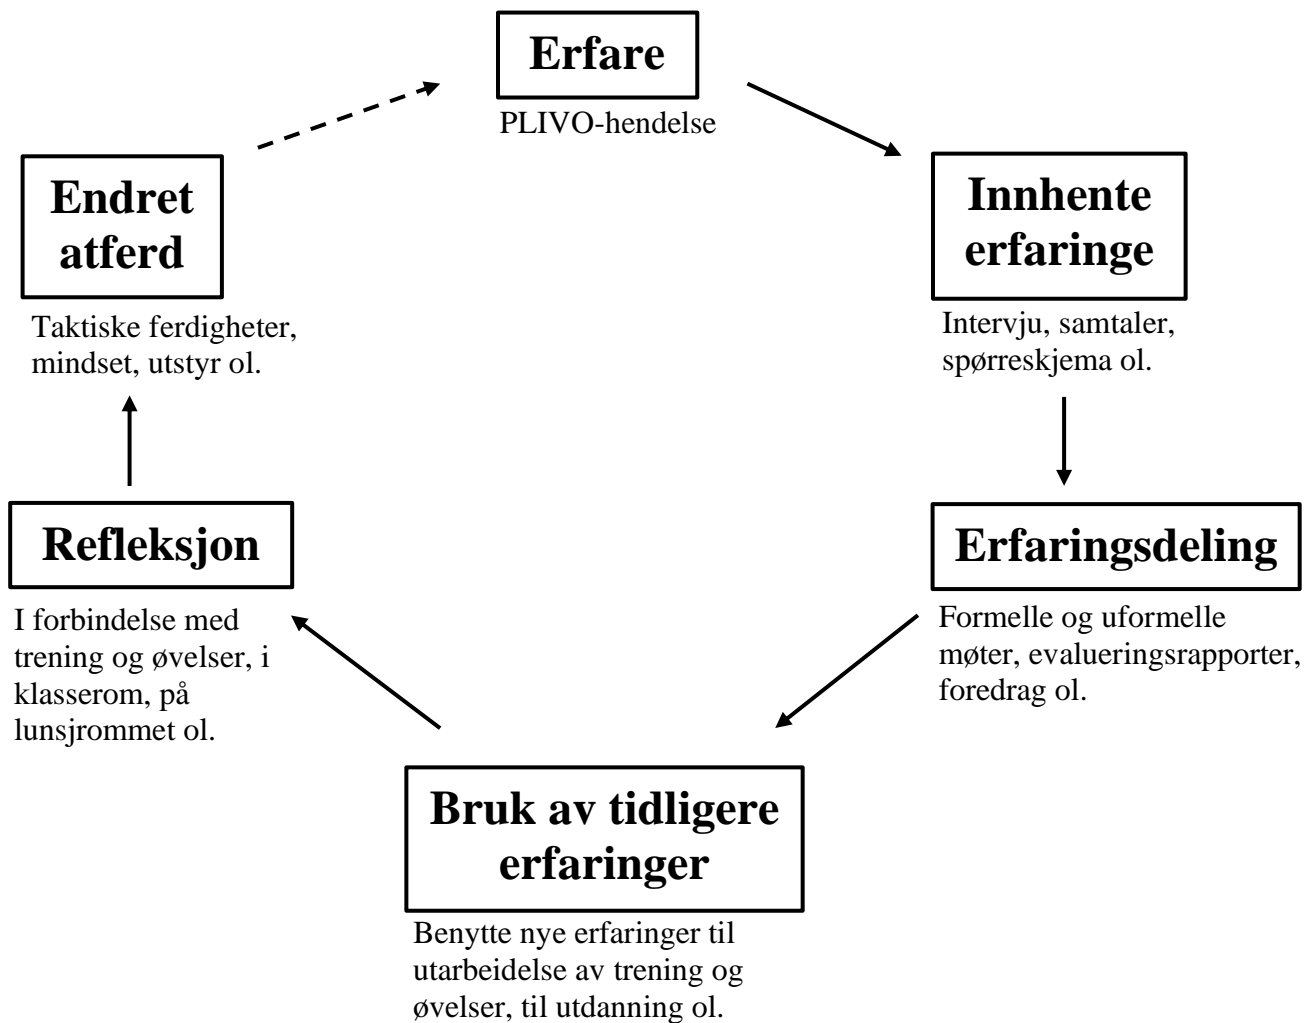 Erfare
PLIVO-hendelse
Innhente
erfaringe
Intervju, samtaler,
spørreskjema ol.
Erfaringsdeling
Formelle og uformelle
møter, evalueringsrapporter,
foredrag ol.
Bruk av tidligere
erfaringer
Benytte nye erfaringer til
utarbeidelse av trening og
øvelser, til utdanning ol.
Refleksjon
I forbindelse med
trening og øvelser, i
klasserom, på
lunsjrommet ol.
Endret
atferd
Taktiske ferdigheter,
mindset, utstyr ol.